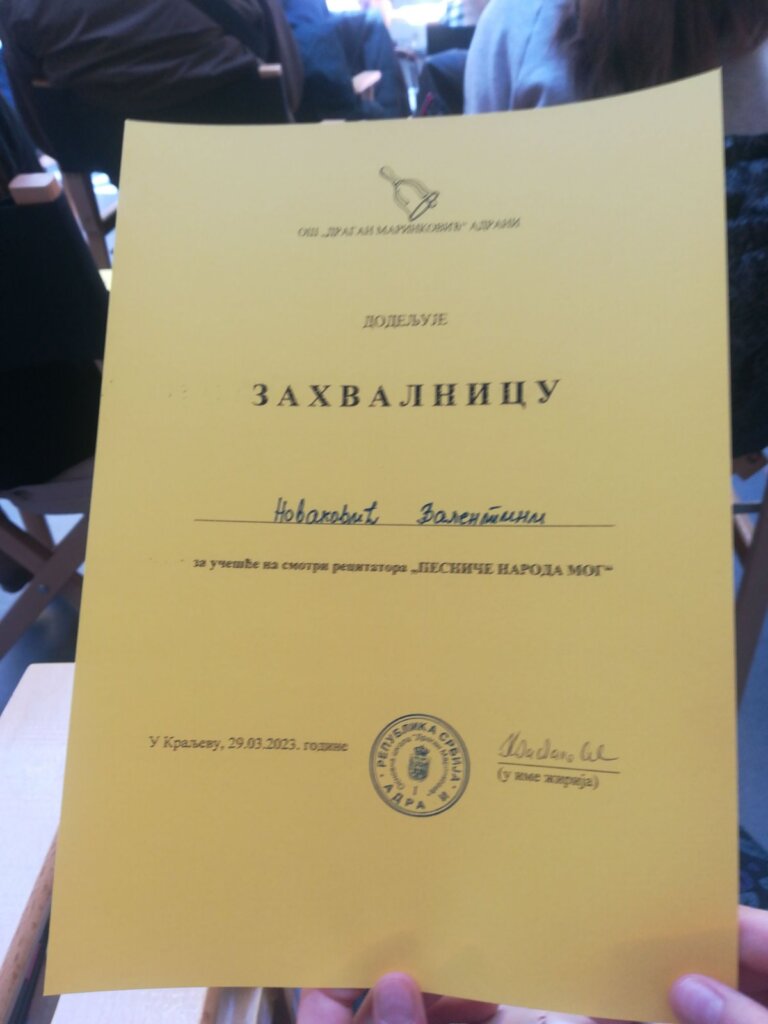 ОШ „ДРАГАН МАРИНКОВИЋ“ АДРАНИ
ДОДЕЉУЈЕ
ЗАХВАЛНИЦУ
Новаковић Валентини
за учешће на смотри рецитатора „ПЕСНИЧЕ НАРОДА МОГ“
У Краљеву, 29.03.2023. године
РЕПУБЛИКА СРБИЈА
АДРАНИ
(у име жирија)